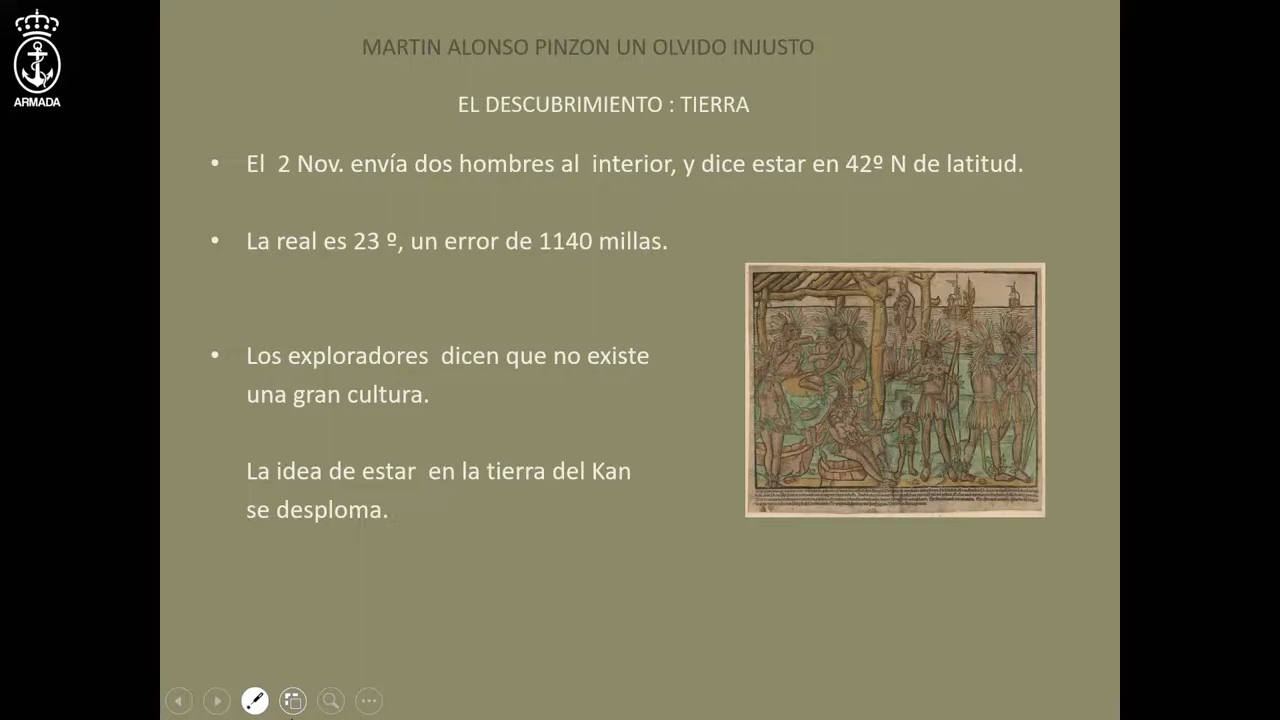 ARMADA
MARTIN ALONSO PINZON UN OLVIDO INJUSTO
EL DESCUBRIMIENTO : TIERRA
• El 2 Nov. envía dos hombres al interior, y dice estar en 42º N de latitud.
• La real es 23 º, un error de 1140 millas.
• Los exploradores dicen que no existe
una gran cultura.
La idea de estar en la tierra del Kan
se desploma.